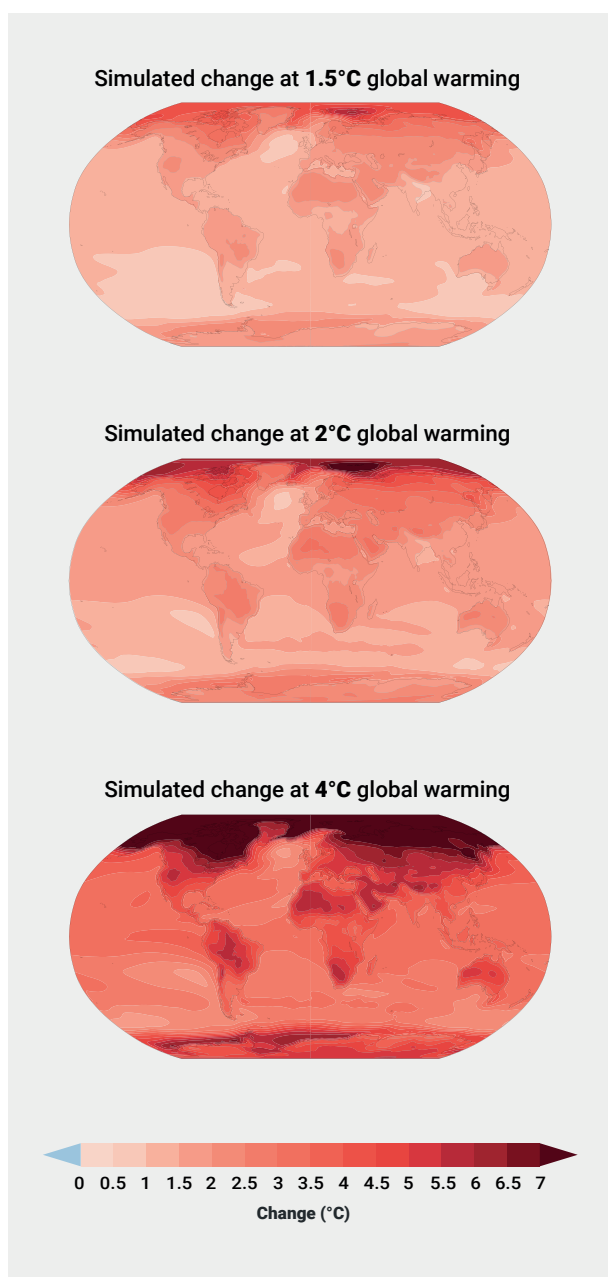 Simulated change at 1.5°C global warming
Simulated change at 2°C global warming
Simulated change at 4°C global warming
0 0.5 1 1.5 2 2.5 3 3.5 4 4.5 5 5.5 6 6.5 7
Change (°C)